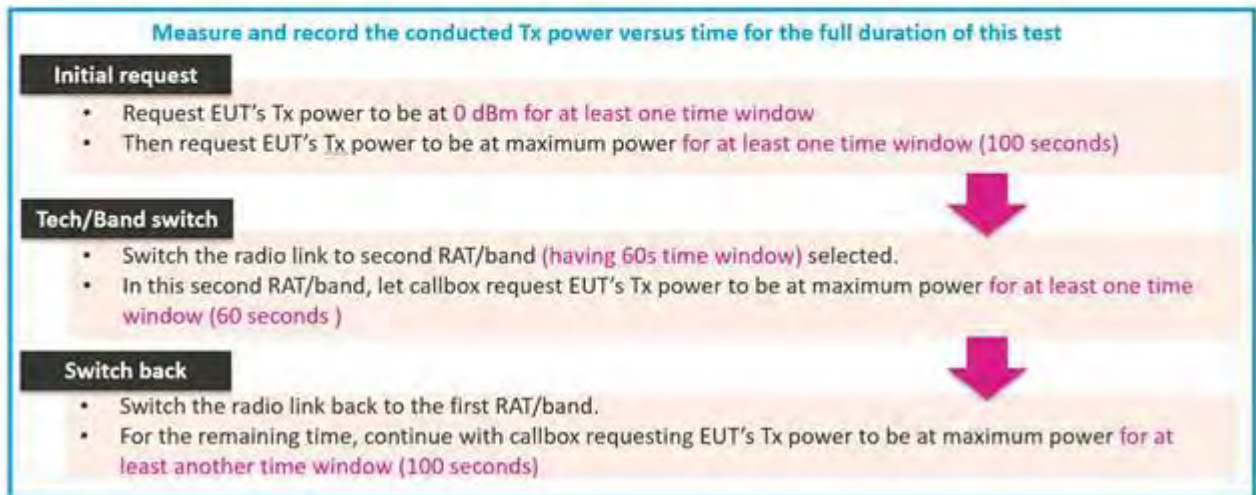 Measure and record the conducted Tx power versus time for the full duration of this test
Initial request
• Request EUT's Tx power to be at 0 dBm for at least one time window
• Then request EUT's Tx power to be at maximum power for at least one time window (100 seconds)
Tech/Band switch
• Switch the radio link to second RAT/band (having 60s time window) selected.
• In this second RAT/band, let callbox request EUT's Tx power to be at maximum power for at least one time
window (60 seconds )
Switch back
• Switch the radio link back to the first RAT/band.
• For the remaining time, continue with callbox requesting EUT's Tx power to be at maximum power for at
least another time window (100 seconds)